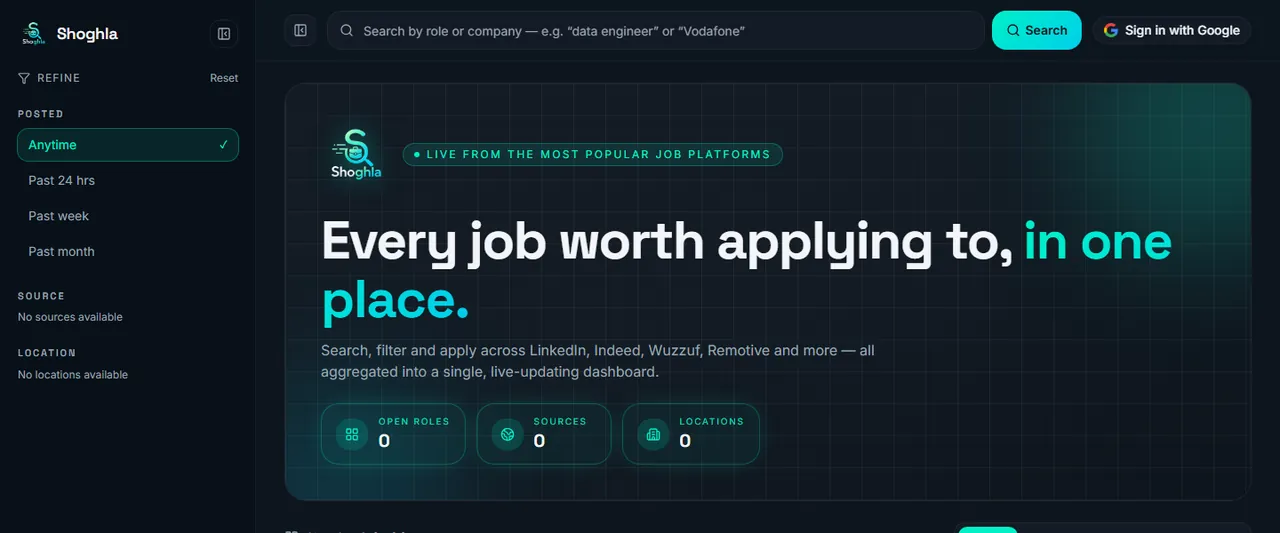 Shoghla
Shoghla
REFINE
Reset
POSTED
Anytime
Past 24 hrs
Past week
Past month
SOURCE
No sources available
LOCATION
No locations available
Search by role or company — e.g. “data engineer” or “Vodafone”
Search
Sign in with Google
Shoghla
LIVE FROM THE MOST POPULAR JOB PLATFORMS
Every job worth applying to, in one
place.
Search, filter and apply across LinkedIn, Indeed, Wuzzuf, Remotive and more — all
aggregated into a single, live-updating dashboard.
OPEN ROLES
0
SOURCES
0
LOCATIONS
0